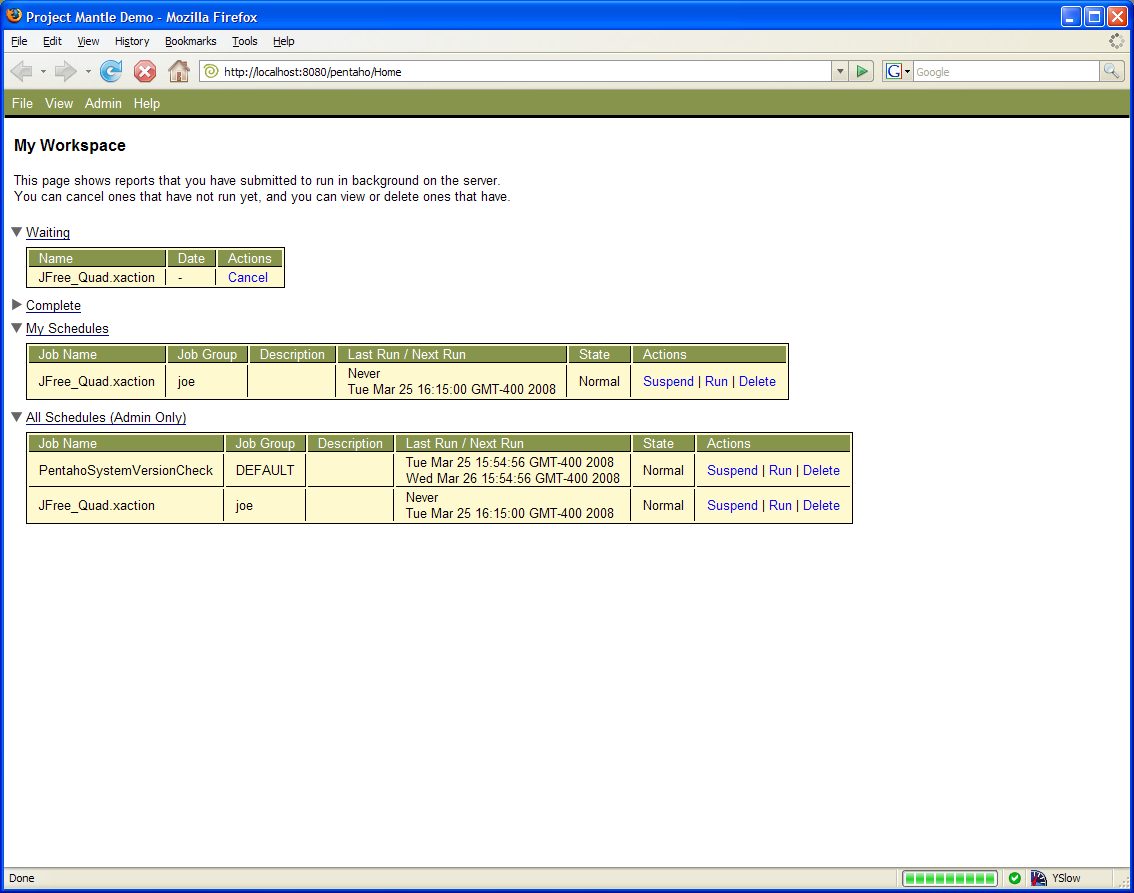 Project Mantle Demo - Mozilla Firefox
File Edit View History Bookmarks Tools Help
http://localhost:8080/pentaho/Home G Google
File View Admin Help
My Workspace
This page shows reports that you have submitted to run in background on the server.
You can cancel ones that have not run yet, and you can view or delete ones that have.
Waiting
Name Date Actions
JFree_Quad.xaction - Cancel
Complete
My Schedules
Job Name Job Group Description Last Run / Next Run State Actions
JFree_Quad.xaction joe Never Normal Suspend | Run | Delete
Tue Mar 25 16:15:00 GMT-400 2008
All Schedules (Admin Only)
Job Name Job Group Description Last Run / Next Run State Actions
PentahoSystemVersionCheck DEFAULT Tue Mar 25 15:54:56 GMT-400 2008 Normal Suspend | Run | Delete
Wed Mar 26 15:54:56 GMT-400 2008
JFree_Quad.xaction joe Never Normal Suspend | Run | Delete
Tue Mar 25 16:15:00 GMT-400 2008
Done YSlow